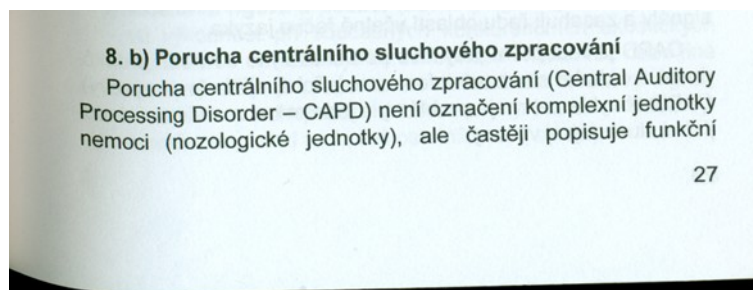 8. b) Porucha centrálního sluchového zpracování
Porucha centrálního sluchového zpracování (Central Auditory
Processing Disorder – CAPD) není označení komplexní jednotky
nemoci (nozologické jednotky), ale častěji popisuje funkční
27